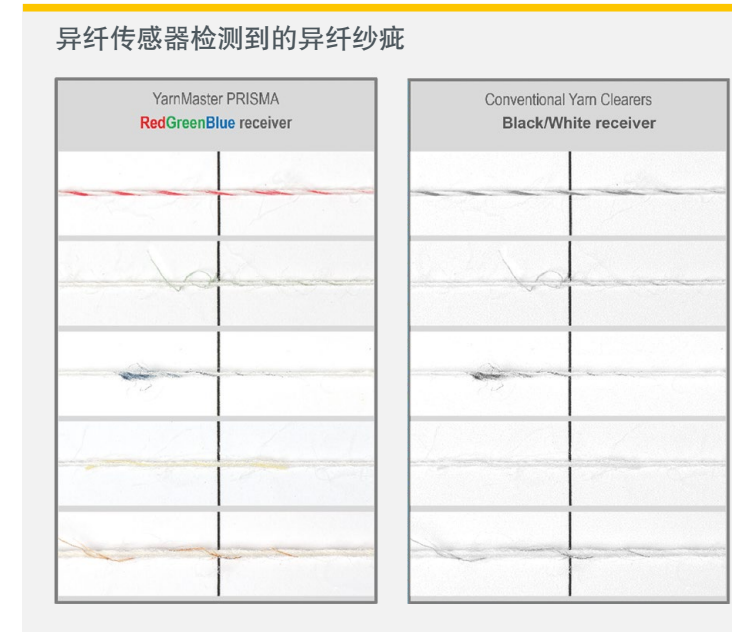 异纤传感器检测到的异纤纱疵
YarnMaster PRISMA
RedGreenBlue receiver
Conventional Yarn Clearers
Black/White receiver